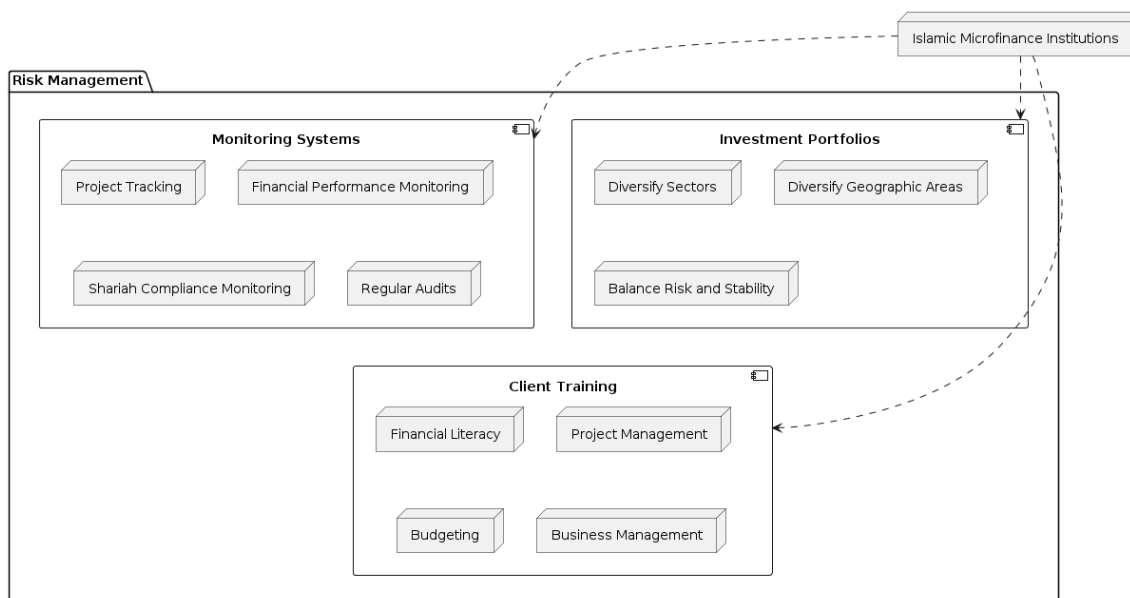 Islamic Microfinance Institutions
Risk Management
Monitoring Systems
Project Tracking
Financial Performance Monitoring
Shariah Compliance Monitoring
Regular Audits
Investment Portfolios
Diversify Sectors
Diversify Geographic Areas
Balance Risk and Stability
Client Training
Financial Literacy
Project Management
Budgeting
Business Management